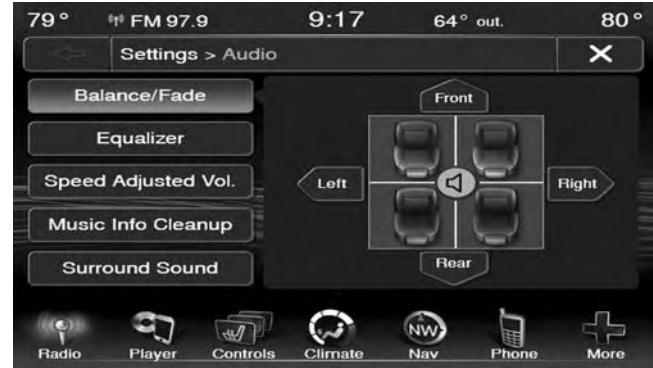 79° FM 97.9 9:17 64° out. 80°
Settings > Audio X
Balance/Fade
Front
Equalizer
Speed Adjusted Vol.
Left Right
Music Info Cleanup
Surround Sound
Rear
NW
Radio Player Controls Climate Nav Phone More